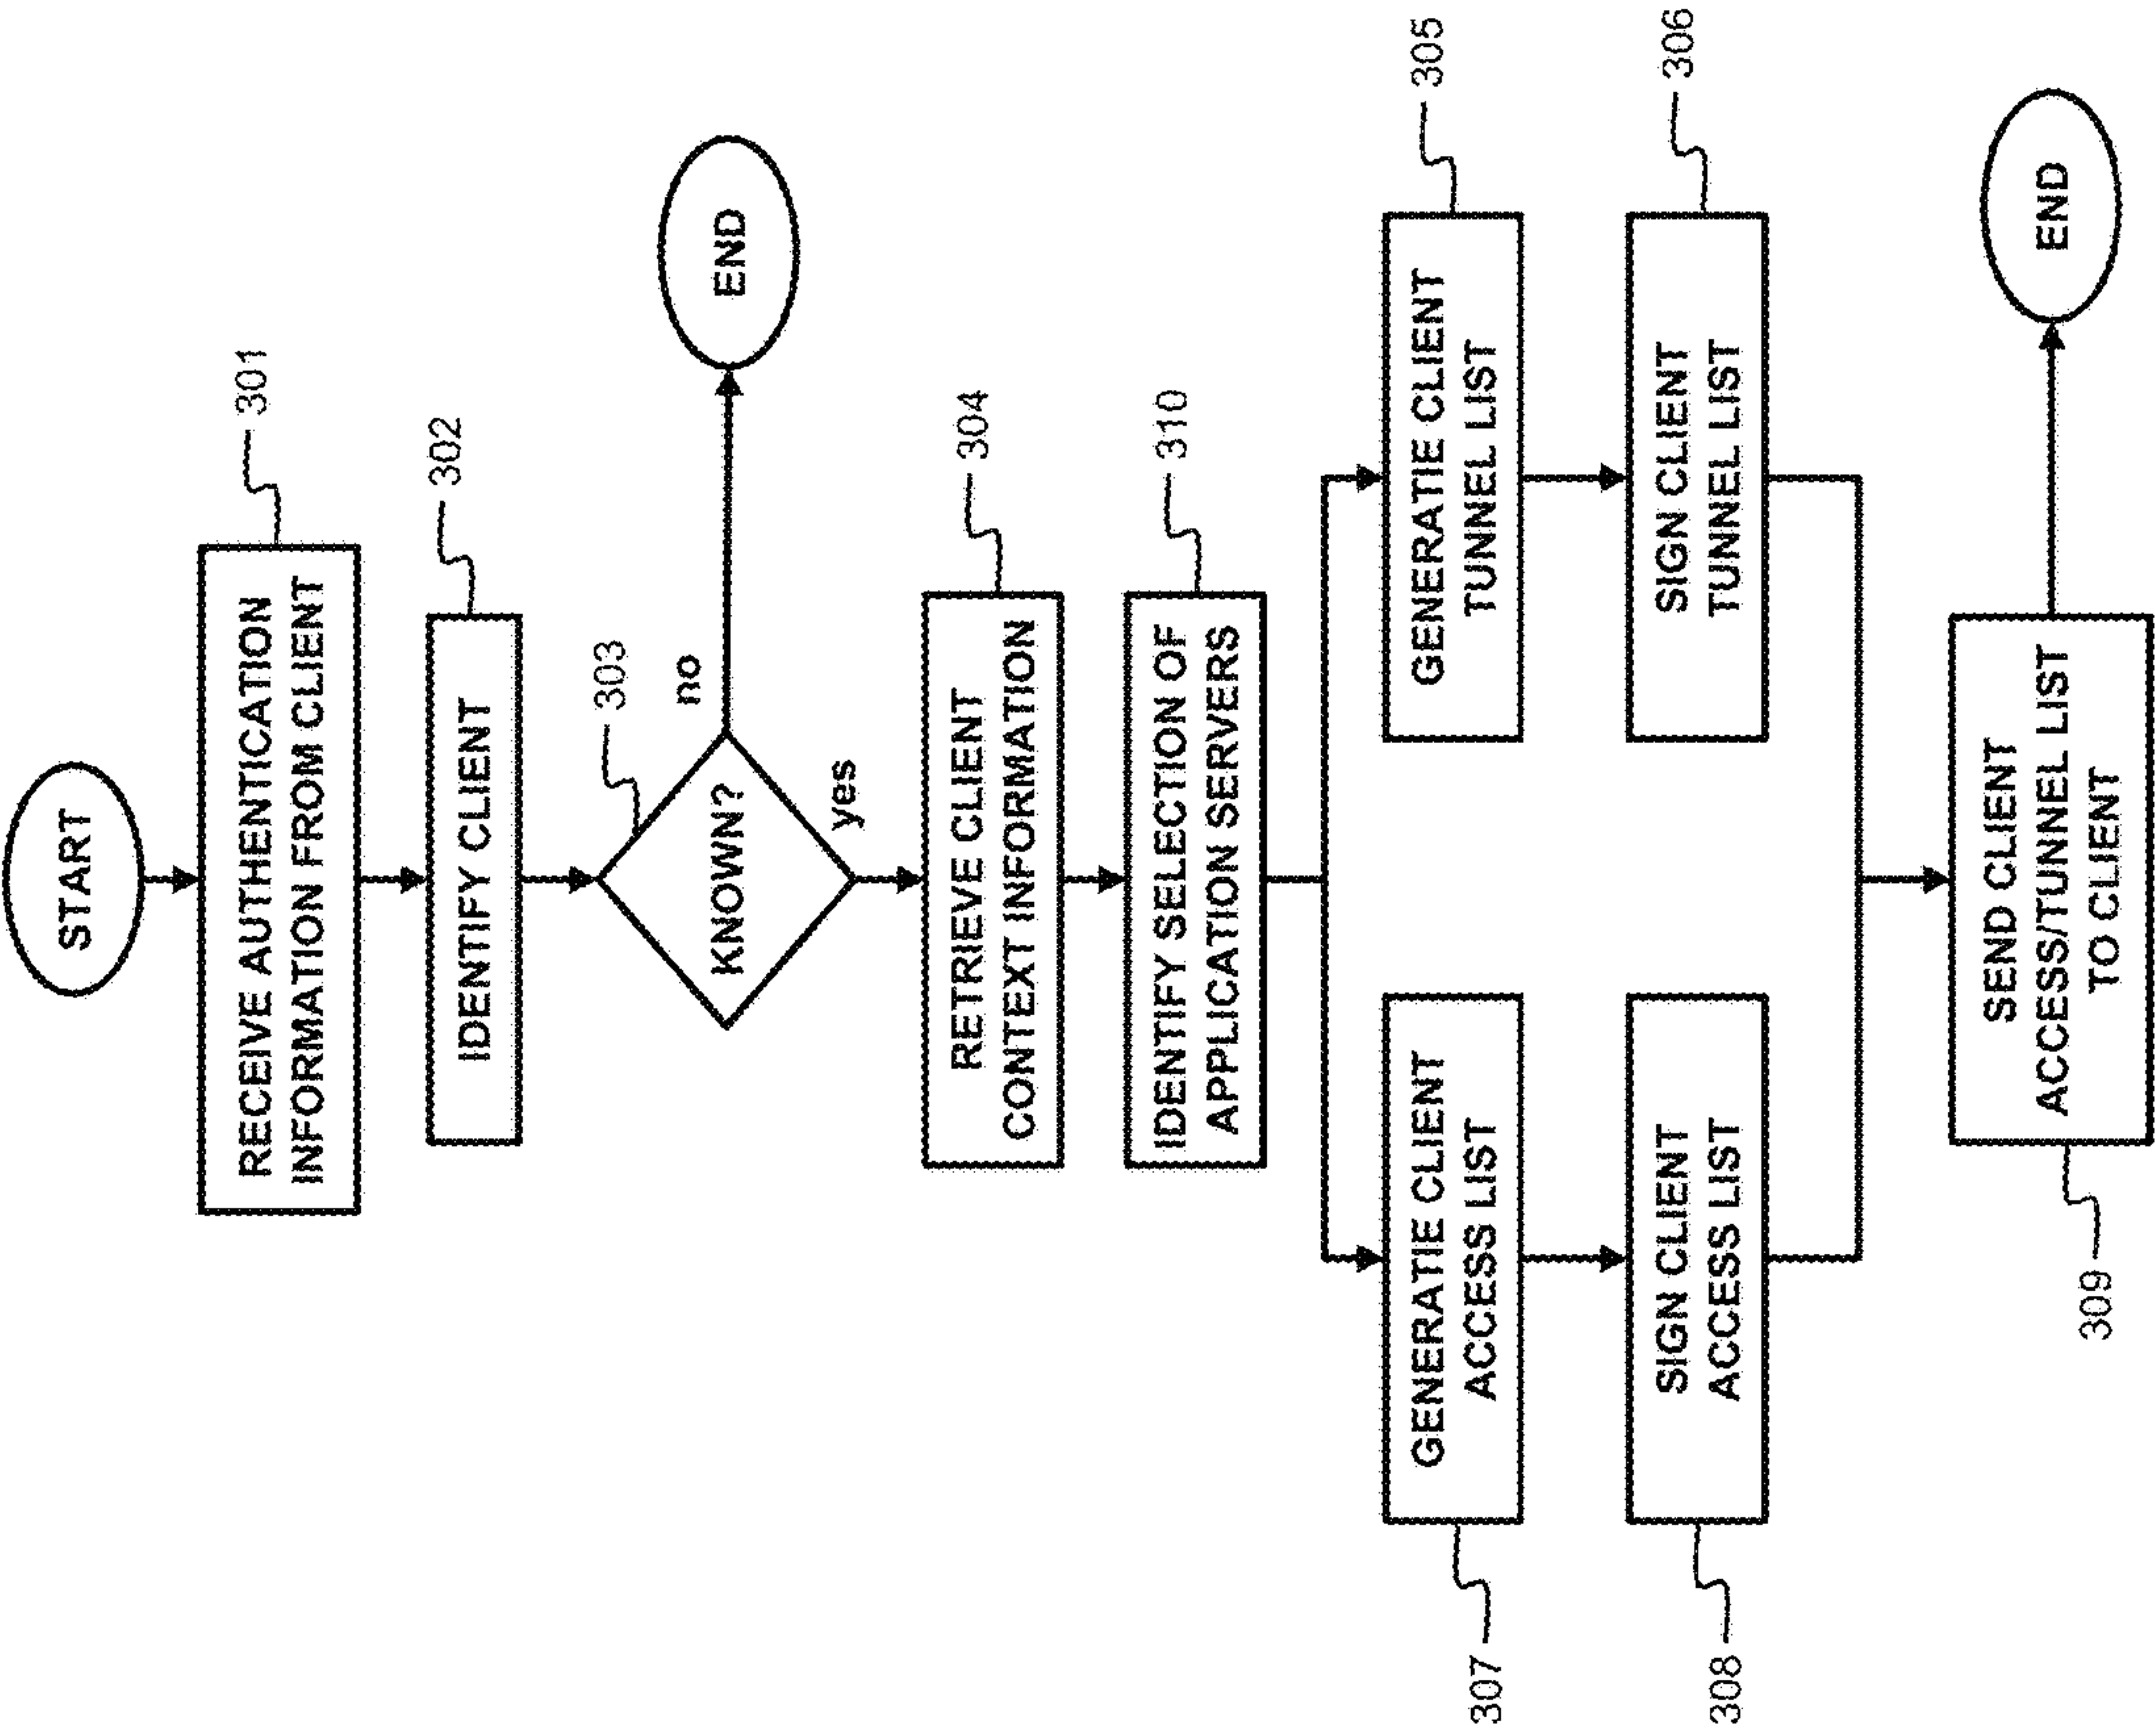 START
RECEIVE AUTHENTICATION
INFORMATION FROM CLIENT
301
IDENTIFY CLIENT
302
KNOWN?
303
no
END
yes
RETRIEVE CLIENT
CONTEXT INFORMATION
304
IDENTIFY SELECTION OF
APPLICATION SERVERS
310
GENERATIE CLIENT
ACCESS LIST
307
GENERATIE CLIENT
TUNNEL LIST
305
SIGN CLIENT
ACCESS LIST
308
SIGN CLIENT
TUNNEL LIST
306
SEND CLIENT
ACCESS/TUNNEL LIST
TO CLIENT
309
END